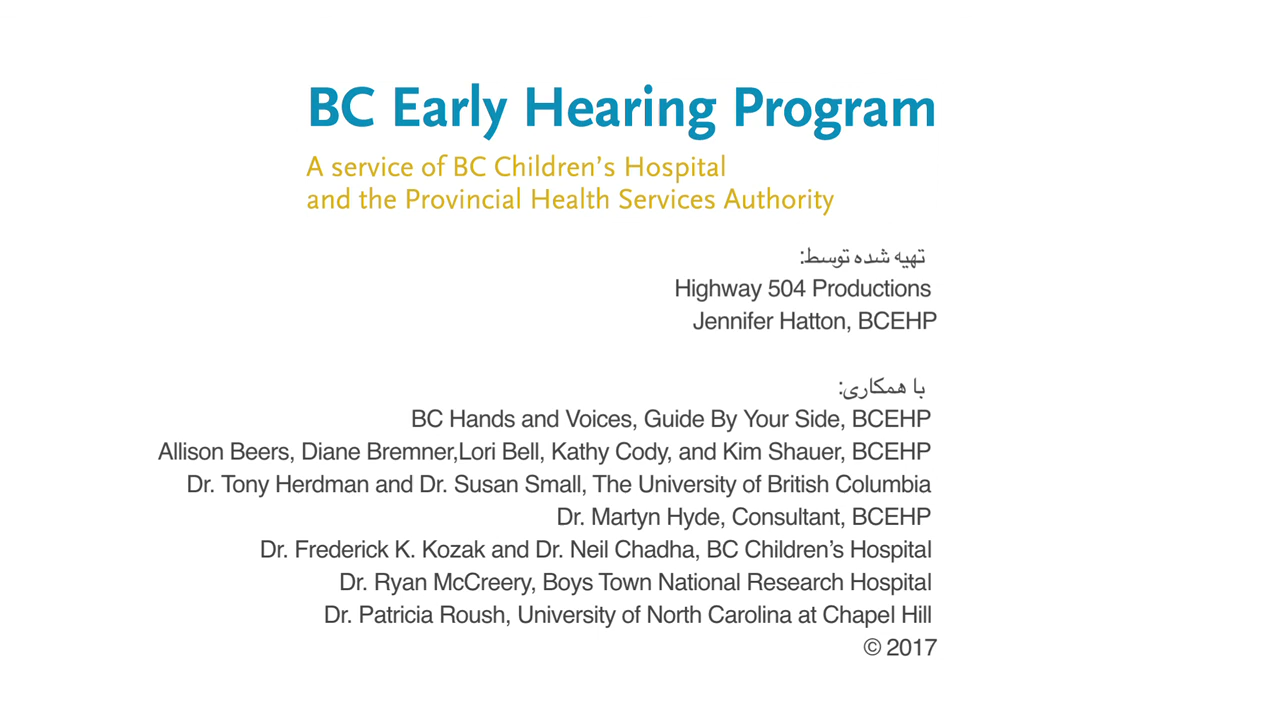 BC Early Hearing Program
A service of BC Children’s Hospital
and the Provincial Health Services Authority
تهیه شده توسط:
Highway 504 Productions
Jennifer Hatton, BCEHP
با همکاری:
BC Hands and Voices, Guide By Your Side, BCEHP
Allison Beers, Diane Bremner,Lori Bell, Kathy Cody, and Kim Shauer, BCEHP
Dr. Tony Herdman and Dr. Susan Small, The University of British Columbia
Dr. Martyn Hyde, Consultant, BCEHP
Dr. Frederick K. Kozak and Dr. Neil Chadha, BC Children’s Hospital
Dr. Ryan McCreery, Boys Town National Research Hospital
Dr. Patricia Roush, University of North Carolina at Chapel Hill
© 2017